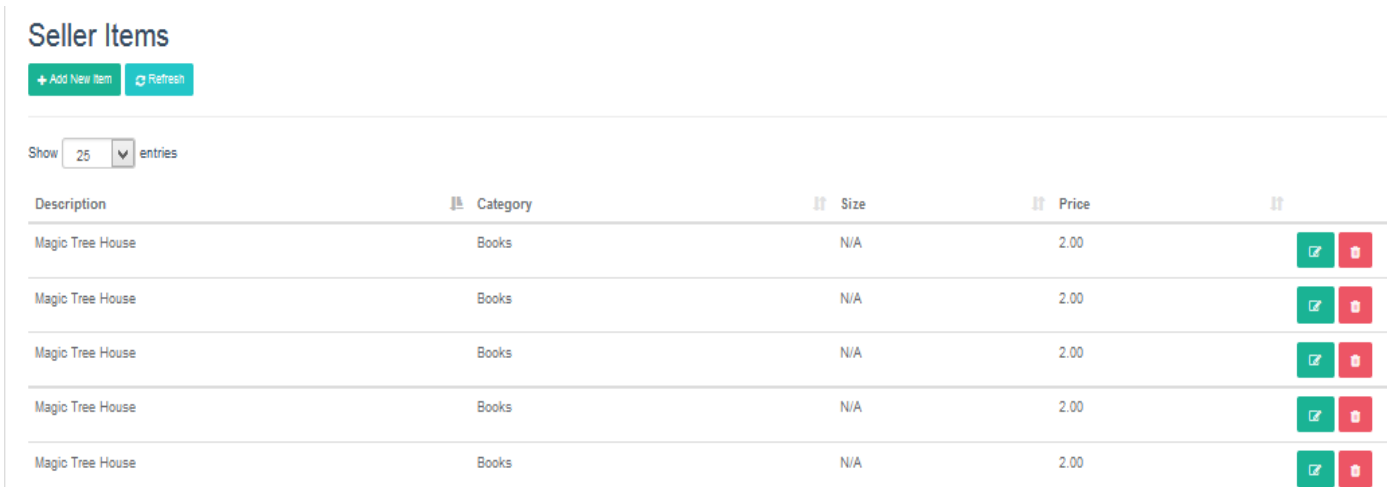 Seller Items
Add New Item Refresh
Show 25 entries
Description Category Size Price
Magic Tree House Books N/A 2.00
Magic Tree House Books N/A 2.00
Magic Tree House Books N/A 2.00
Magic Tree House Books N/A 2.00
Magic Tree House Books N/A 2.00